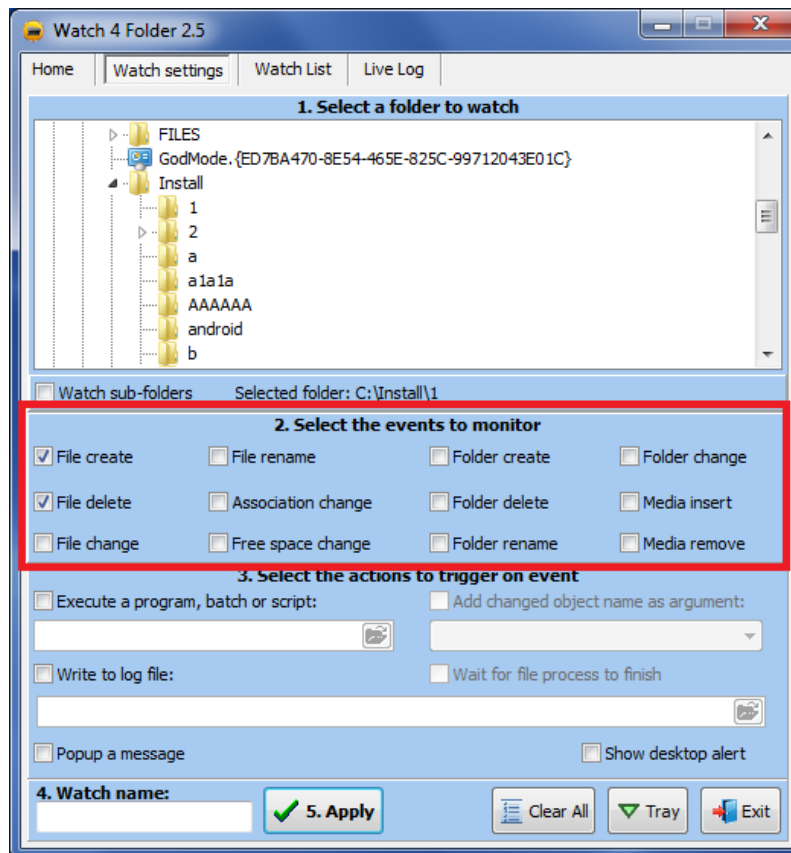 Watch 4 Folder 2.5
Home Watch settings Watch List Live Log
1. Select a folder to watch
FILES
GodMode.{ED7BA470-8E54-465E-825C-99712043E01C}
Install
1
2
a
a1a1a
AAAAAA
android
b
Watch sub-folders Selected folder: C:\Install\1
2. Select the events to monitor
File create File rename Folder create Folder change
File delete Association change Folder delete Media insert
File change Free space change Folder rename Media remove
3. Select the actions to trigger on event
Execute a program, batch or script: Add changed object name as argument:
Write to log file: Wait for file process to finish
Popup a message Show desktop alert
4. Watch name:
5. Apply Clear All Tray Exit